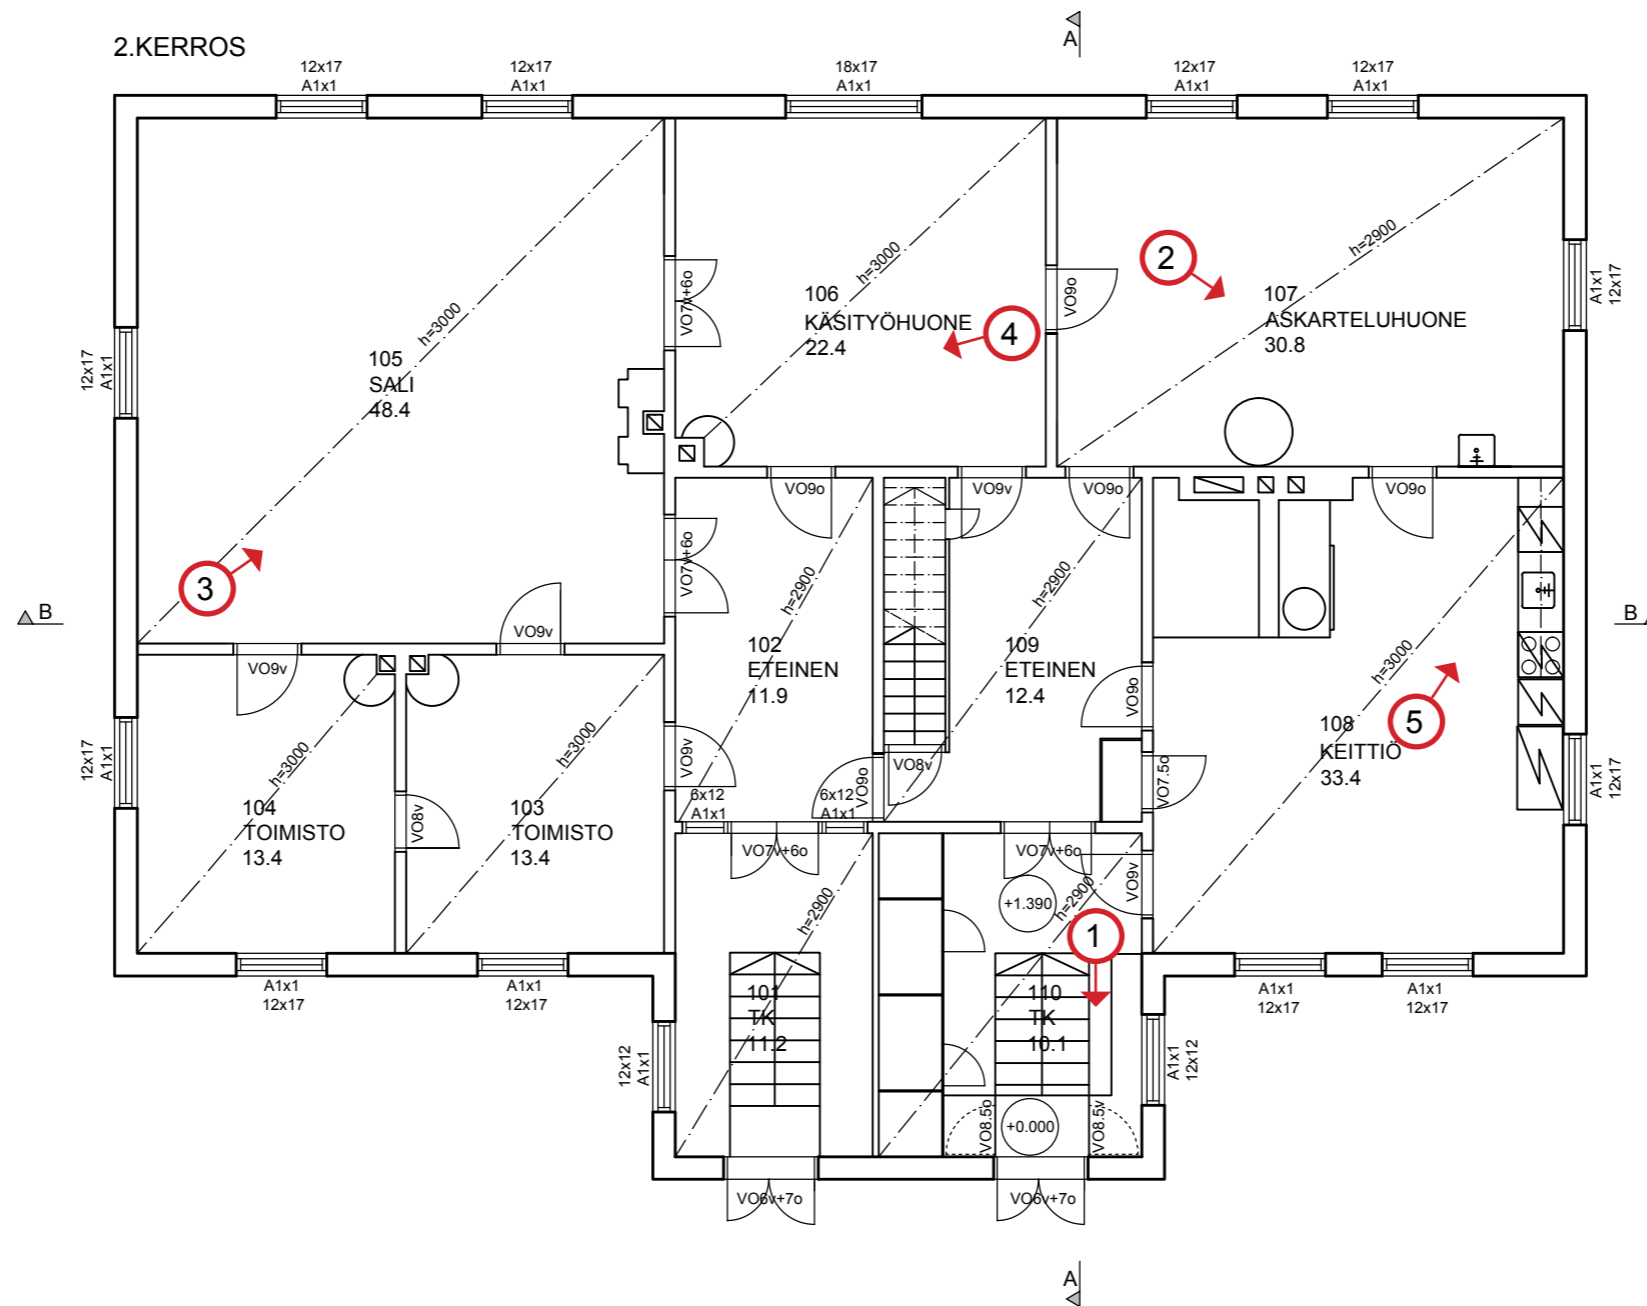 2.KERROS
A
12x17
A1x1
12x17
A1x1
18x17
A1x1
12x17
A1x1
12x17
A1x1
h=3000
h=3000
h=2900
2
VO7v+6o
VO9o
A1x1
12x17
106
KÄSITYÖHUONE
22.4
4
107
ASKARTELUHUONE
30.8
12x17
A1x1
105
SALI
48.4
VO9o
VO9v
VO9o
VO9o
3
VO7v+6o
h=2900
h=2900
B
B
VO9v
VO9v
102
ETEINEN
11.9
109
ETEINEN
12.4
VO9o
h=3000
108
KEITTIÖ
33.4
5
12x17
A1x1
h=3000
h=3000
VO9v
VO9o
VO8v
VO7.5o
A1x1
12x17
104
TOIMISTO
13.4
VO8v
103
TOIMISTO
13.4
6x12
A1x1
6x12
A1x1
VO7v+6o
VO7v+6o
VO9v
h=2900
h=2900
+1.390
1
A1x1
12x17
A1x1
12x17
101
TK
11.2
110
TK
10.1
A1x1
12x17
A1x1
12x17
12x12
A1x1
A1x1
12x12
VO8.5o
+0.000
VO8.5v
VO6v+7o
VO6v+7o
A